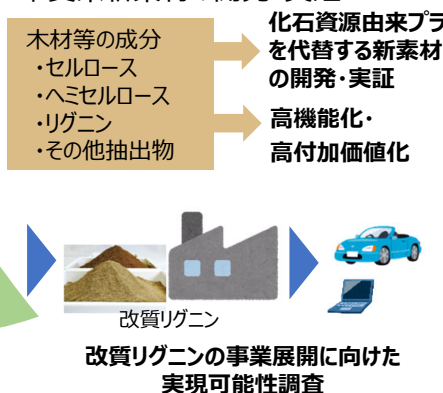 木材等の成分
・セルロース
・ヘミセルロース
・リグニン
・その他抽出物
化石資源由来プラ
を代替する新素材
の開発・実証
高機能化・
高付加価値化
改質リグニン
改質リグニンの事業展開に向けた
実現可能性調査